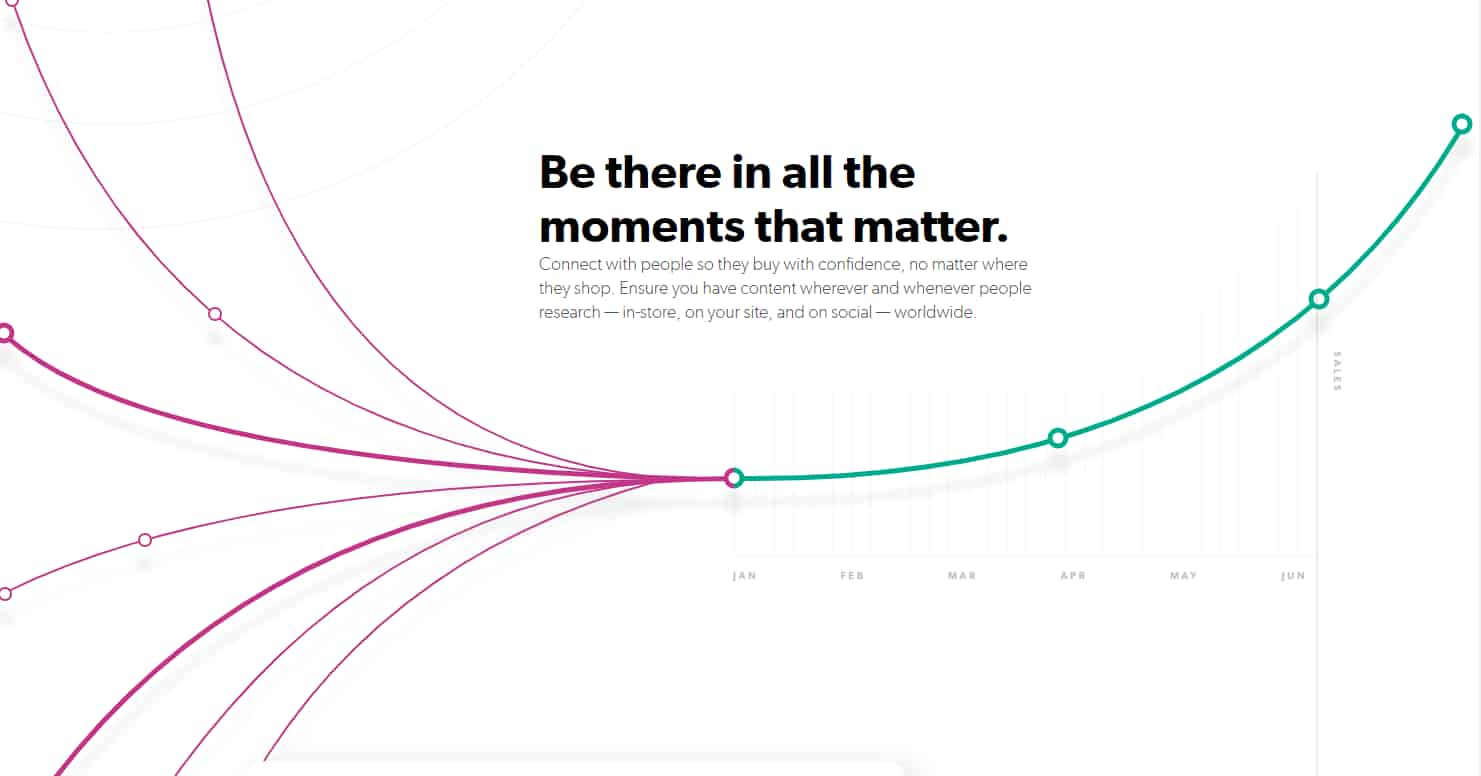 Be there in all the
moments that matter.
Connect with people so they buy with confidence, no matter where
they shop. Ensure you have content wherever and whenever people
research — in-store, on your site, and on social — worldwide.
SALES
JAN FEB MAR APR MAY JUN